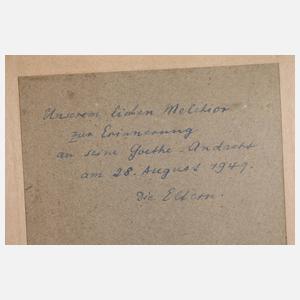 Unserem lieben Melchior
zur Erinnerung
an seine Goethe-Andacht
am 28. August 1949.
Die Eltern.